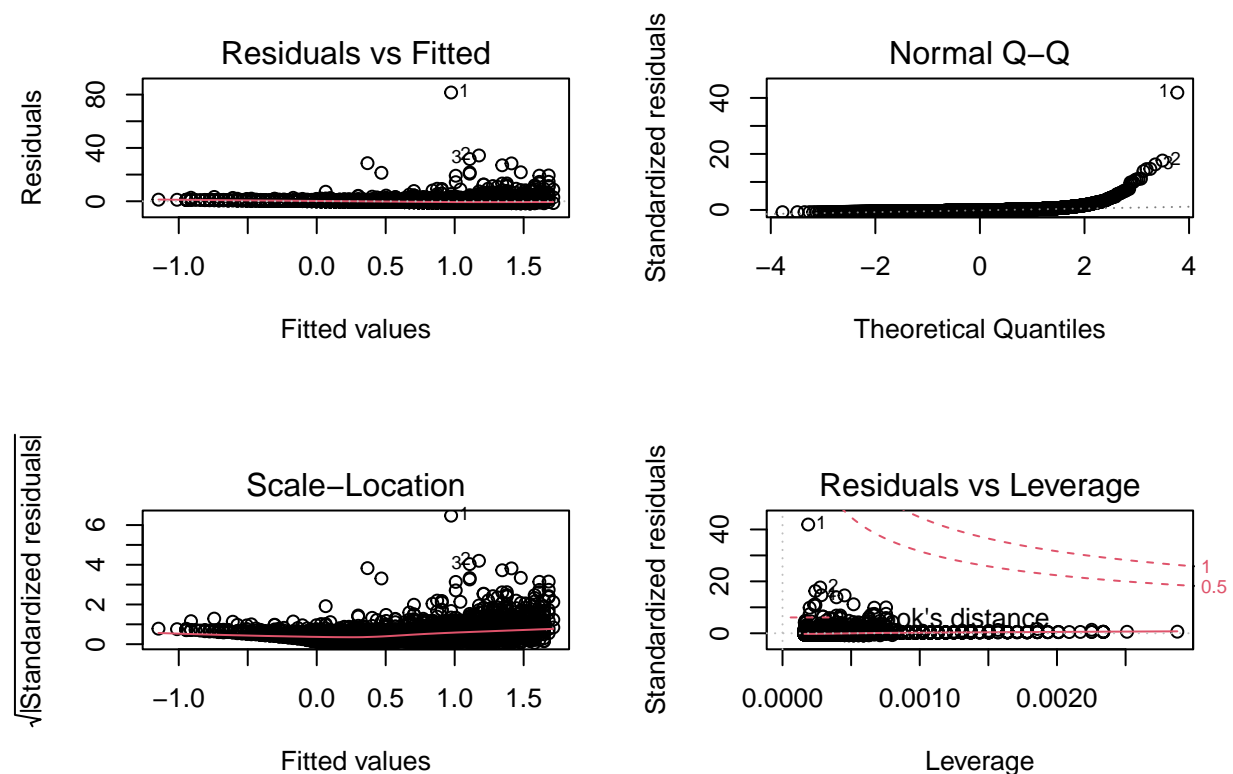 Residuals vs Fitted
Residuals
0 40 80
1
2
3
−1.0 0.0 0.5 1.0 1.5
Fitted values
Normal Q−Q
Standardized residuals
0 20 40
1
2
3
−4 −2 0 2 4
Theoretical Quantiles
Scale−Location
√|Standardized residuals|
0 2 4 6
1
2
3
−1.0 0.0 0.5 1.0 1.5
Fitted values
Residuals vs Leverage
Standardized residuals
0 20 40
1
2
1
0.5
ok's distance
0.0000 0.0010 0.0020
Leverage